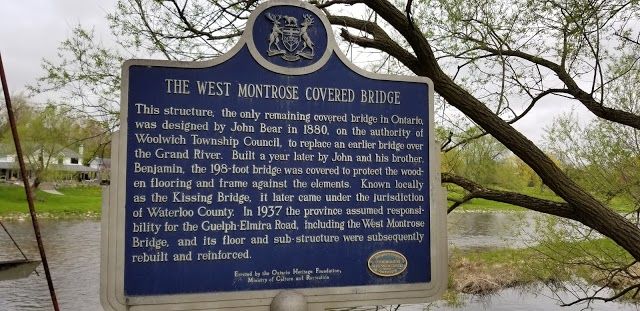 THE WEST MONTROSE COVERED BRIDGE
This structure, the only remaining covered bridge in Ontario,
was designed by John Bear in 1880, on the authority of
Woolwich Township Council, to replace an earlier bridge over
the Grand River. Built a year later by John and his brother,
Benjamin, the 198-foot bridge was covered to protect the wood-
en flooring and frame against the elements. Known locally
as the Kissing Bridge, it later came under the jurisdiction
of Waterloo County. In 1937 the province assumed respons-
ibility for the Guelph-Elmira Road, including the West Montrose
Bridge, and its floor and sub-structure were subsequently
rebuilt and reinforced.
Erected by the Ontario Heritage Foundation,
Ministry of Culture and Recreation